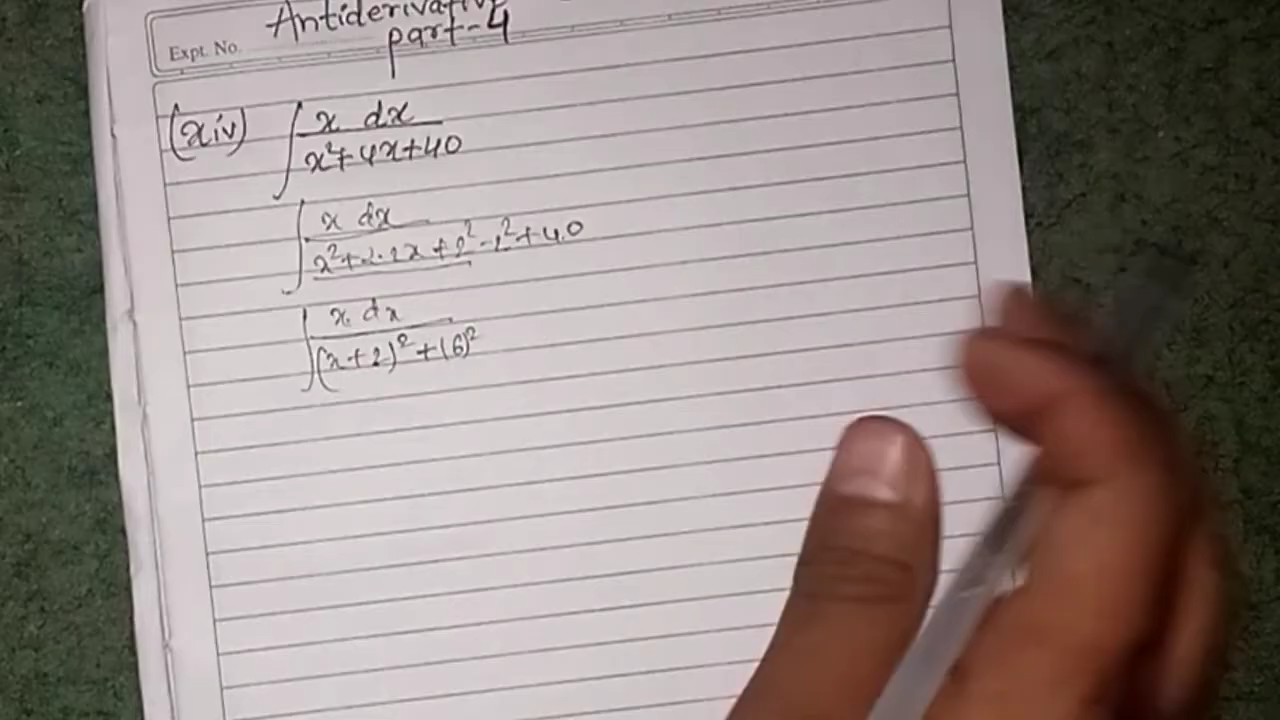 Antiderivativ
Expt. No.
part-4
(xiv) ∫ x dx / x²+4x+40
∫ x dx / x²+2·2x+2²-2²+40
∫ x dx / (x+2)²+(6)²